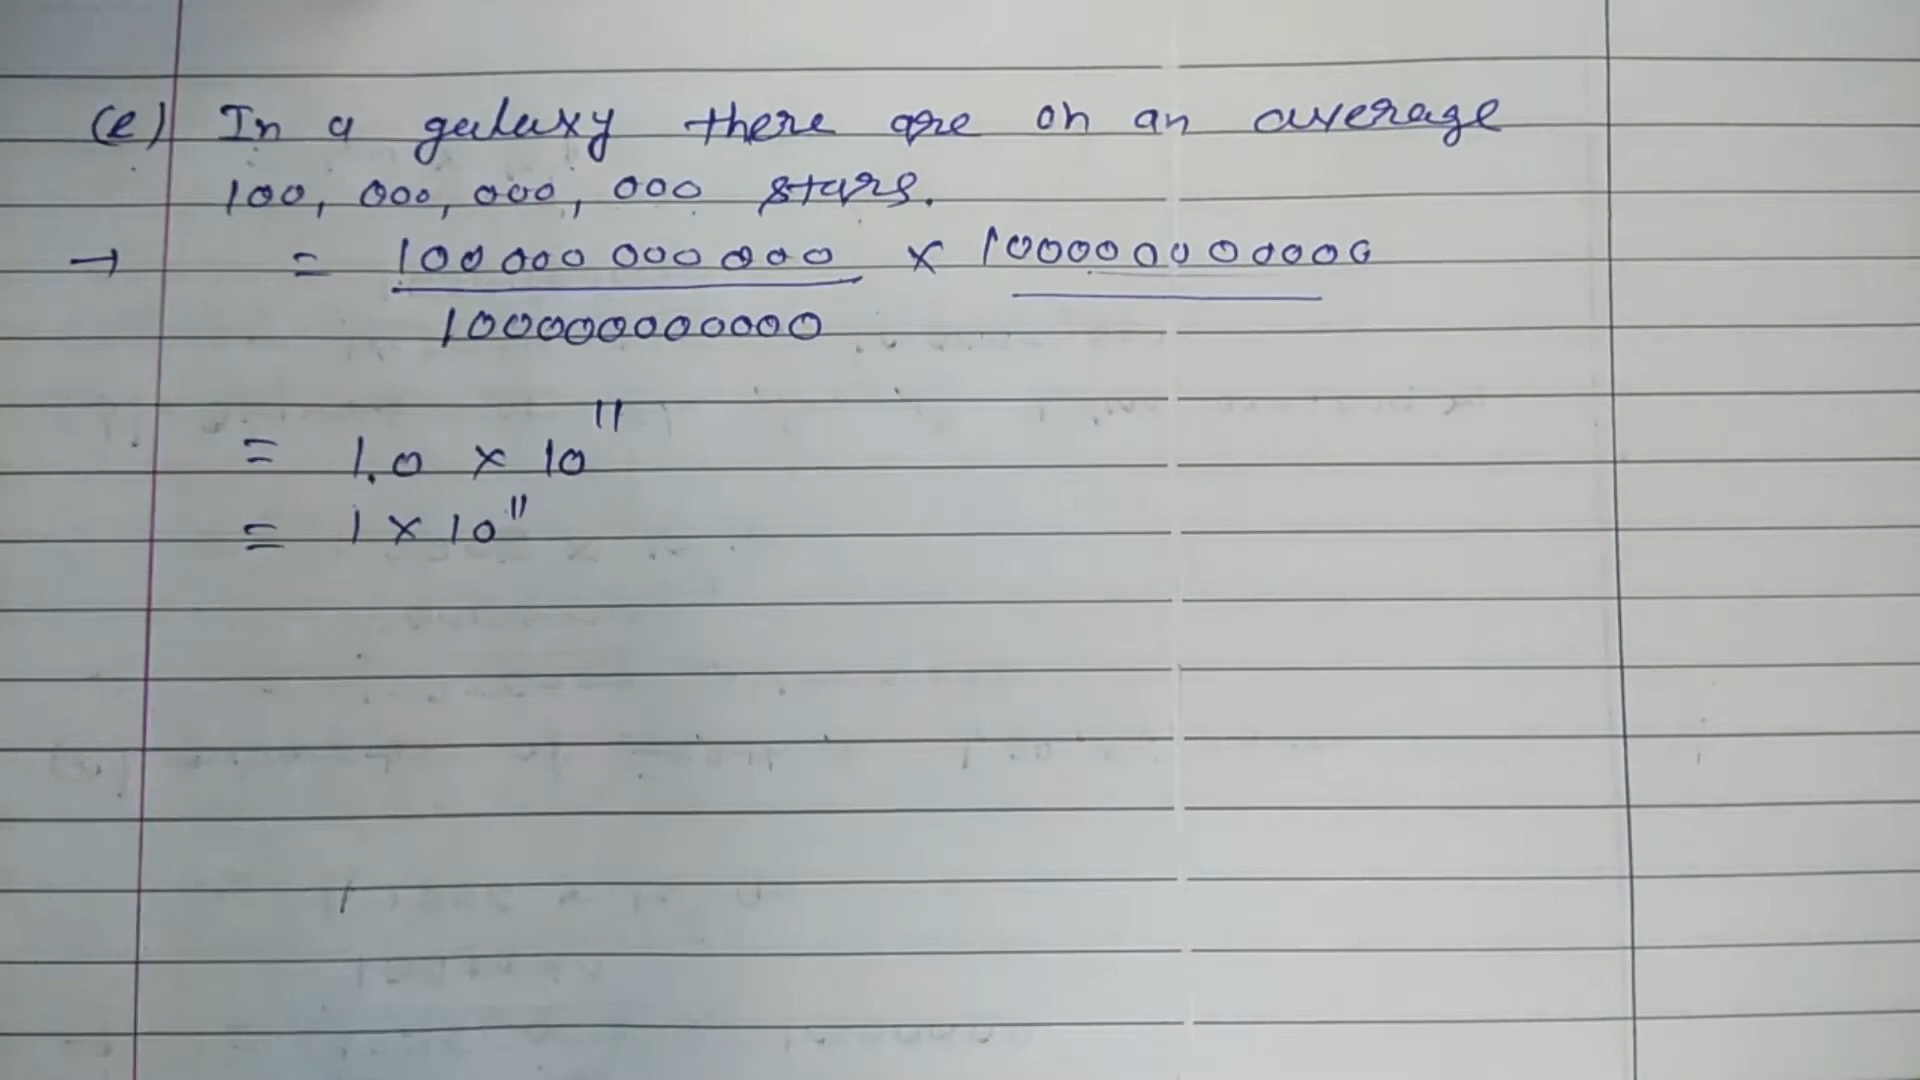 (e) In a galaxy there are on an average
100, 000, 000, 000 stars.
→ = 100 000 000 000 × 100000000000
100000000000
= 1.0 × 10¹¹
= 1 × 10¹¹